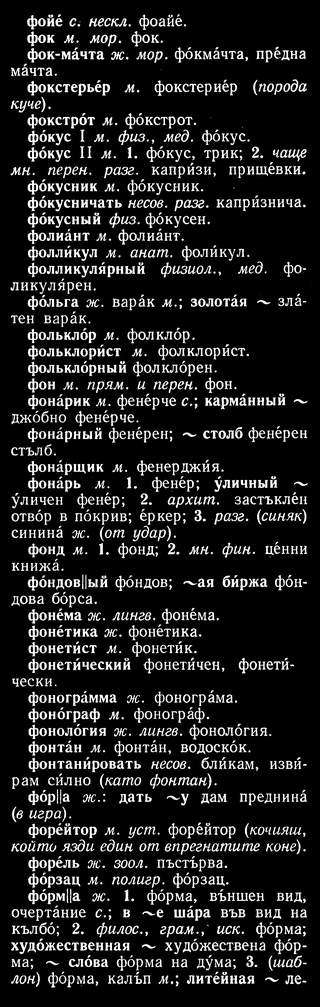 фойе́ с. нескл. фоайе́.
фок м. мор. фок.
фок-ма́чта ж. мор. фо́кма́чта, пре́дна
ма́чта.
фокстерье́р м. фокстерие́р (порода
куче).
фокстро́т м. фо́кстрот.
фо́кус I м. физ., мед. фо́кус.
фо́кус II м. 1. фо́кус, трик; 2. чаще
мн. перен. разг. капри́зи, прище́вки.
фо́кусник м. фо́кусник.
фо́кусничать несов. разг. капри́знича.
фо́кусный физ. фо́кусен.
фолиа́нт м. фолиа́нт.
фолли́кул м. анат. фоли́кул.
фолликуля́рный физиол., мед. фо-
ликуля́рен.
фо́льга ж. вара́к м.; золота́я ~ зла́-
тен вара́к.
фолькло́р м. фолкло́р.
фольклори́ст м. фолклори́ст.
фолькло́рный фолкло́рен.
фон м. прям. и перен. фон.
фона́рик м. фене́рче с.; карма́нный ~
джо́бно фене́рче.
фона́рный фене́рен; ~ столб фене́рен
стълб.
фона́рщик м. фенерджи́я.
фона́рь м. 1. фене́р; у́личный ~
у́личен фене́р; 2. архит. застъкле́н
отво́р в по́крив; е́ркер; 3. разг. (синяк)
синина́ ж. (от удар).
фонд м. 1. фонд; 2. мн. фин. це́нни
книжа́.
фо́ндов||ый фо́ндов; ~ая би́ржа фо́н-
дова бо́рса.
фоне́ма ж. лингв. фоне́ма.
фоне́тика ж. фоне́тика.
фонети́ст м. фонети́к.
фонети́ческий фонети́чен, фонети́-
чески.
фоногра́мма ж. фоногра́ма.
фоно́граф м. фоногра́ф.
фоноло́гия ж. лингв. фоноло́гия.
фонта́н м. фонта́н, водоско́к.
фонтани́ровать несов. бли́кам, изви́-
рам си́лно (като фонтан).
фо́р||а ж.: дать ~у дам преднина́
(в игра).
форе́йтор м. уст. форе́йтор (кочияш,
който язди един от впрегнатите коне).
форе́ль ж. зоол. пъстъ́рва.
фо́рзац м. полигр. фо́рзац.
фо́рм||а ж. 1. фо́рма, въ́ншен вид,
очерта́ние с.; в ~е ша́ра във вид на
кълбо́; 2. филос., грам., иск. фо́рма;
худо́жественная ~ худо́жествена фо́р-
ма; ~ сло́ва фо́рма на ду́ма; 3. (шаб-
лон) фо́рма, калъ́п м.; лите́йная ~ ле-